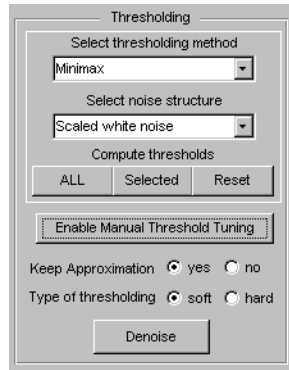 Thresholding
Select thresholding method
Minimax
Select noise structure
Scaled white noise
Compute thresholds
ALL Selected Reset
Enable Manual Threshold Tuning
Keep Approximation yes no
Type of thresholding soft hard
Denoise